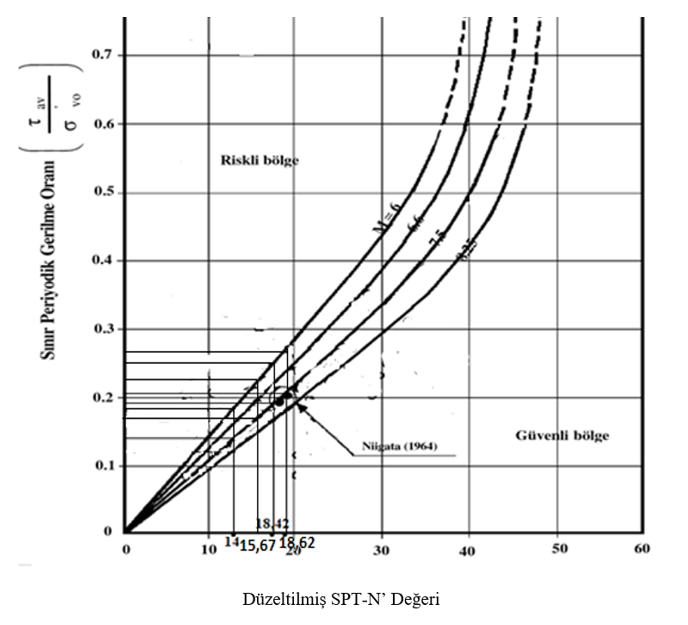 0.7
0.6
0.5
0.4
0.3
0.2
0.1
0
Sınır Periyodik Gerilme Oranı (τ av / σ' vo)
Riskli bölge
M = 6
6,6
7,5
8,25
Niigata (1964)
Güvenli bölge
18,42
14 15,67 18,62
0 10 20 30 40 50 60
Düzeltilmiş SPT-N’ Değeri